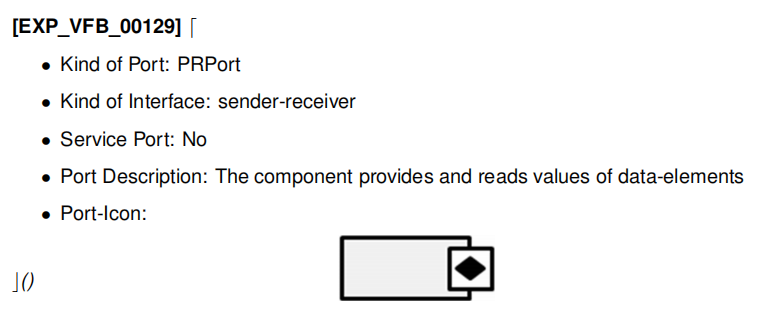 [EXP_VFB_00129] ⌈
• Kind of Port: PRPort
• Kind of Interface: sender-receiver
• Service Port: No
• Port Description: The component provides and reads values of data-elements
• Port-Icon:
⌋()